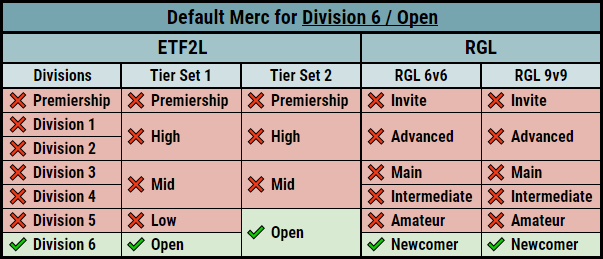 Default Merc for Division 6 / Open
ETF2L RGL
Divisions Tier Set 1 Tier Set 2 RGL 6v6 RGL 9v9
Premiership Premiership Premiership Invite Invite
Division 1 High High Advanced Advanced
Division 2
Division 3 Mid Mid Main Main
Division 4 Intermediate Intermediate
Division 5 Low Open Amateur Amateur
Division 6 Open Newcomer Newcomer